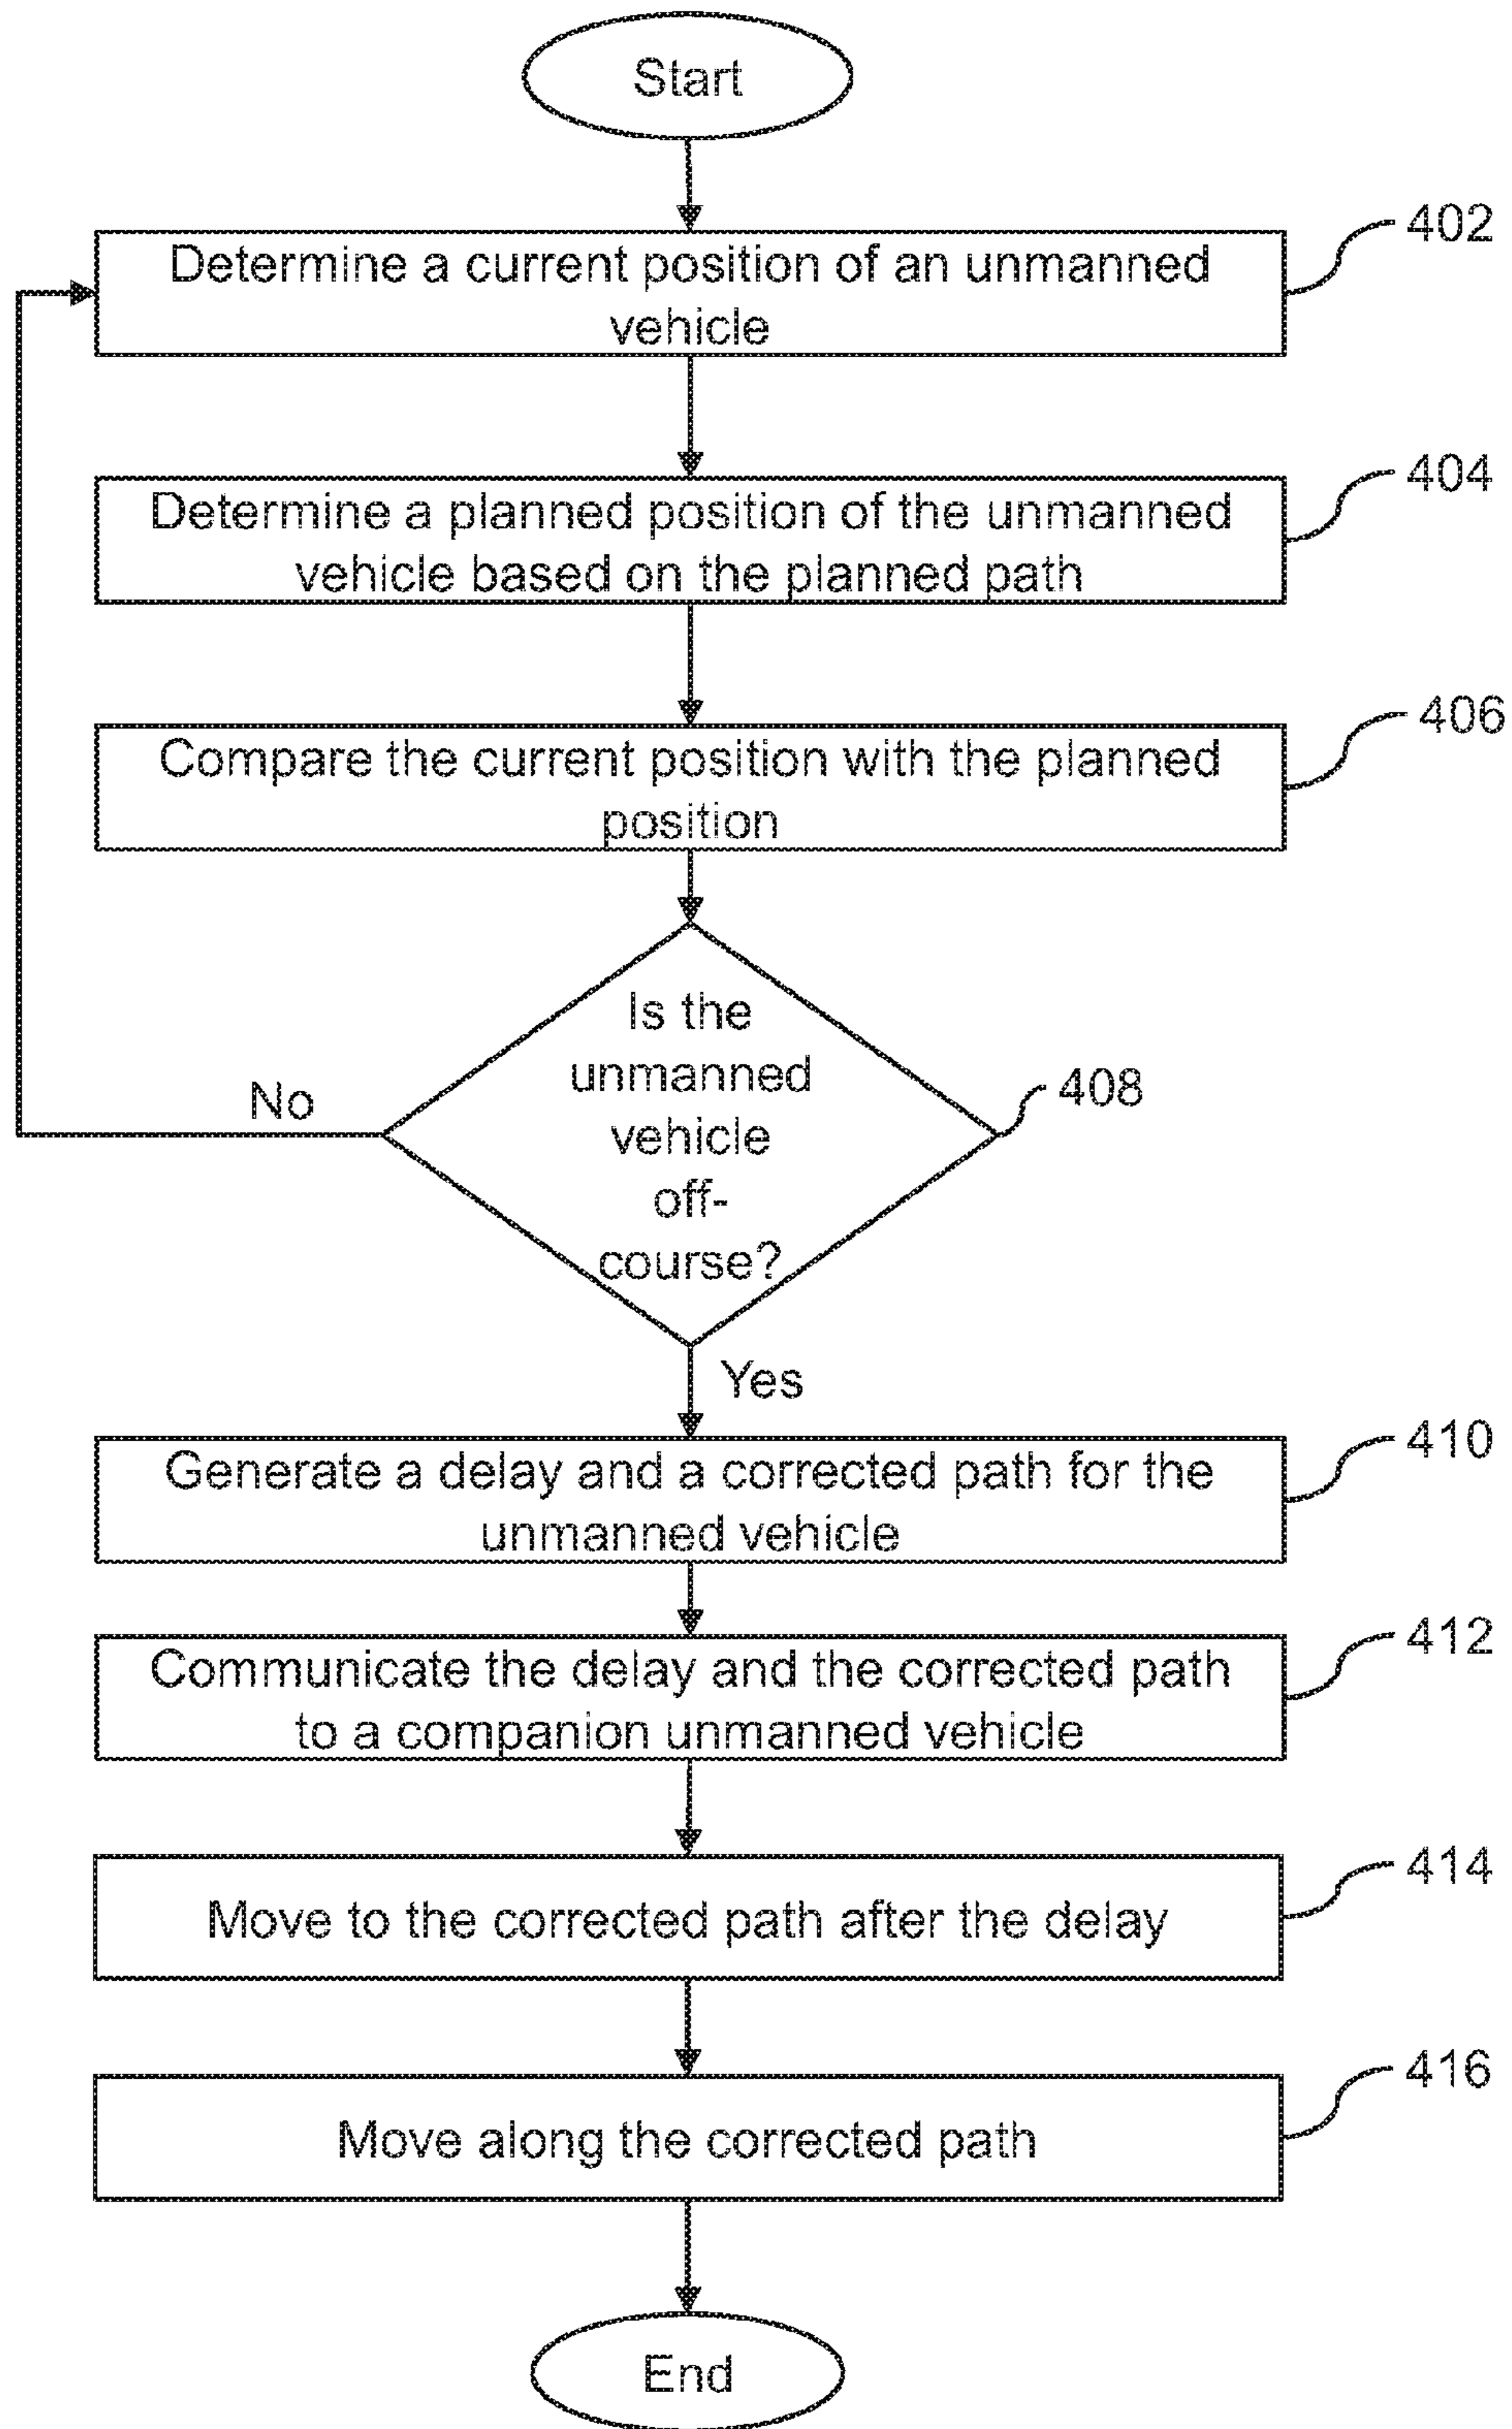 Start
402
Determine a current position of an unmanned
vehicle
404
Determine a planned position of the unmanned
vehicle based on the planned path
406
Compare the current position with the planned
position
Is the
unmanned
vehicle
off-
course?
408
No
Yes
410
Generate a delay and a corrected path for the
unmanned vehicle
412
Communicate the delay and the corrected path
to a companion unmanned vehicle
414
Move to the corrected path after the delay
416
Move along the corrected path
End